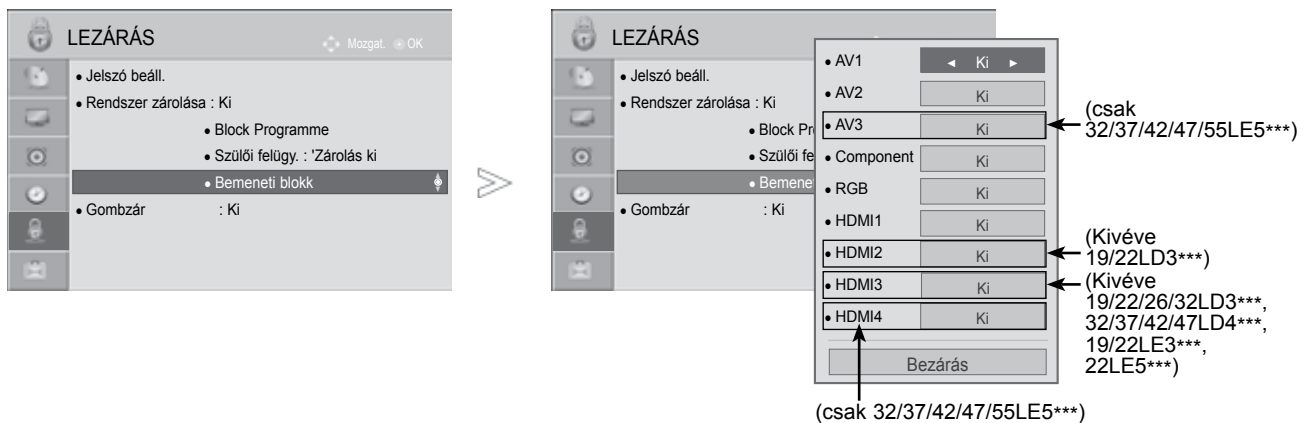 LEZÁRÁS
Mozgat. OK
• Jelszó beáll.
• Rendszer zárolása : Ki
• Block Programme
• Szülői felügy. : 'Zárolás ki
• Bemeneti blokk
• Gombzár : Ki
LEZÁRÁS
• Jelszó beáll.
• Rendszer zárolása : Ki
• Block Pr
• Szülői fe
• Bemene
• Gombzár : Ki
• AV1 ◄ Ki ►
• AV2 Ki
• AV3 Ki
• Component Ki
• RGB Ki
• HDMI1 Ki
• HDMI2 Ki
• HDMI3 Ki
• HDMI4 Ki
Bezárás
(csak
32/37/42/47/55LE5***)
(Kivéve
19/22LD3***)
(Kivéve
19/22/26/32LD3***,
32/37/42/47LD4***,
19/22LE3***,
22LE5***)
(csak 32/37/42/47/55LE5***)